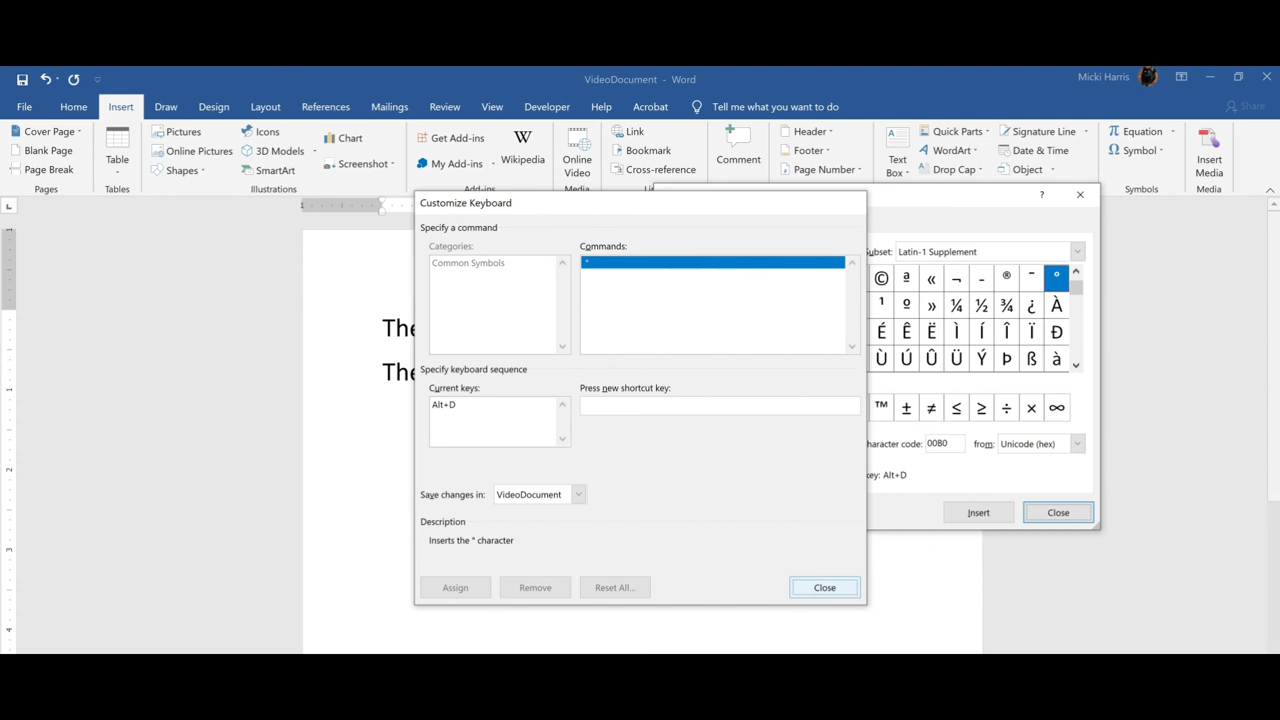 VideoDocument - Word
Micki Harris
File Home Insert Draw Design Layout References Mailings Review View Developer Help Acrobat Tell me what you want to do Share
Cover Page
Blank Page
Page Break
Pages
Table
Tables
Pictures
Online Pictures
Shapes
Icons
3D Models
SmartArt
Chart
Screenshot
Illustrations
Get Add-ins
My Add-ins
Wikipedia
Add-ins
Online
Video
Media
Link
Bookmark
Cross-reference
Comment
Header
Footer
Page Number
Text
Box
Quick Parts
WordArt
Drop Cap
Signature Line
Date & Time
Object
Equation
Symbol
Symbols
Insert
Media
Media
The
The
Customize Keyboard
Specify a command
Categories:
Common Symbols
Commands:
°
Specify keyboard sequence
Current keys:
Alt+D
Press new shortcut key:
Save changes in: VideoDocument
Description
Inserts the ° character
Assign Remove Reset All... Close
Subset: Latin-1 Supplement
© ª « ¬ - ® ¯ °
¹ º » ¼ ½ ¾ ¿ À
É Ê Ë Ì Í Î Ï Ð
Ù Ú Û Ü Ý Þ ß à
™ ± ≠ ≤ ≥ ÷ × ∞
character code: 00B0 from: Unicode (hex)
key: Alt+D
Insert Close
1
1
2
3
4